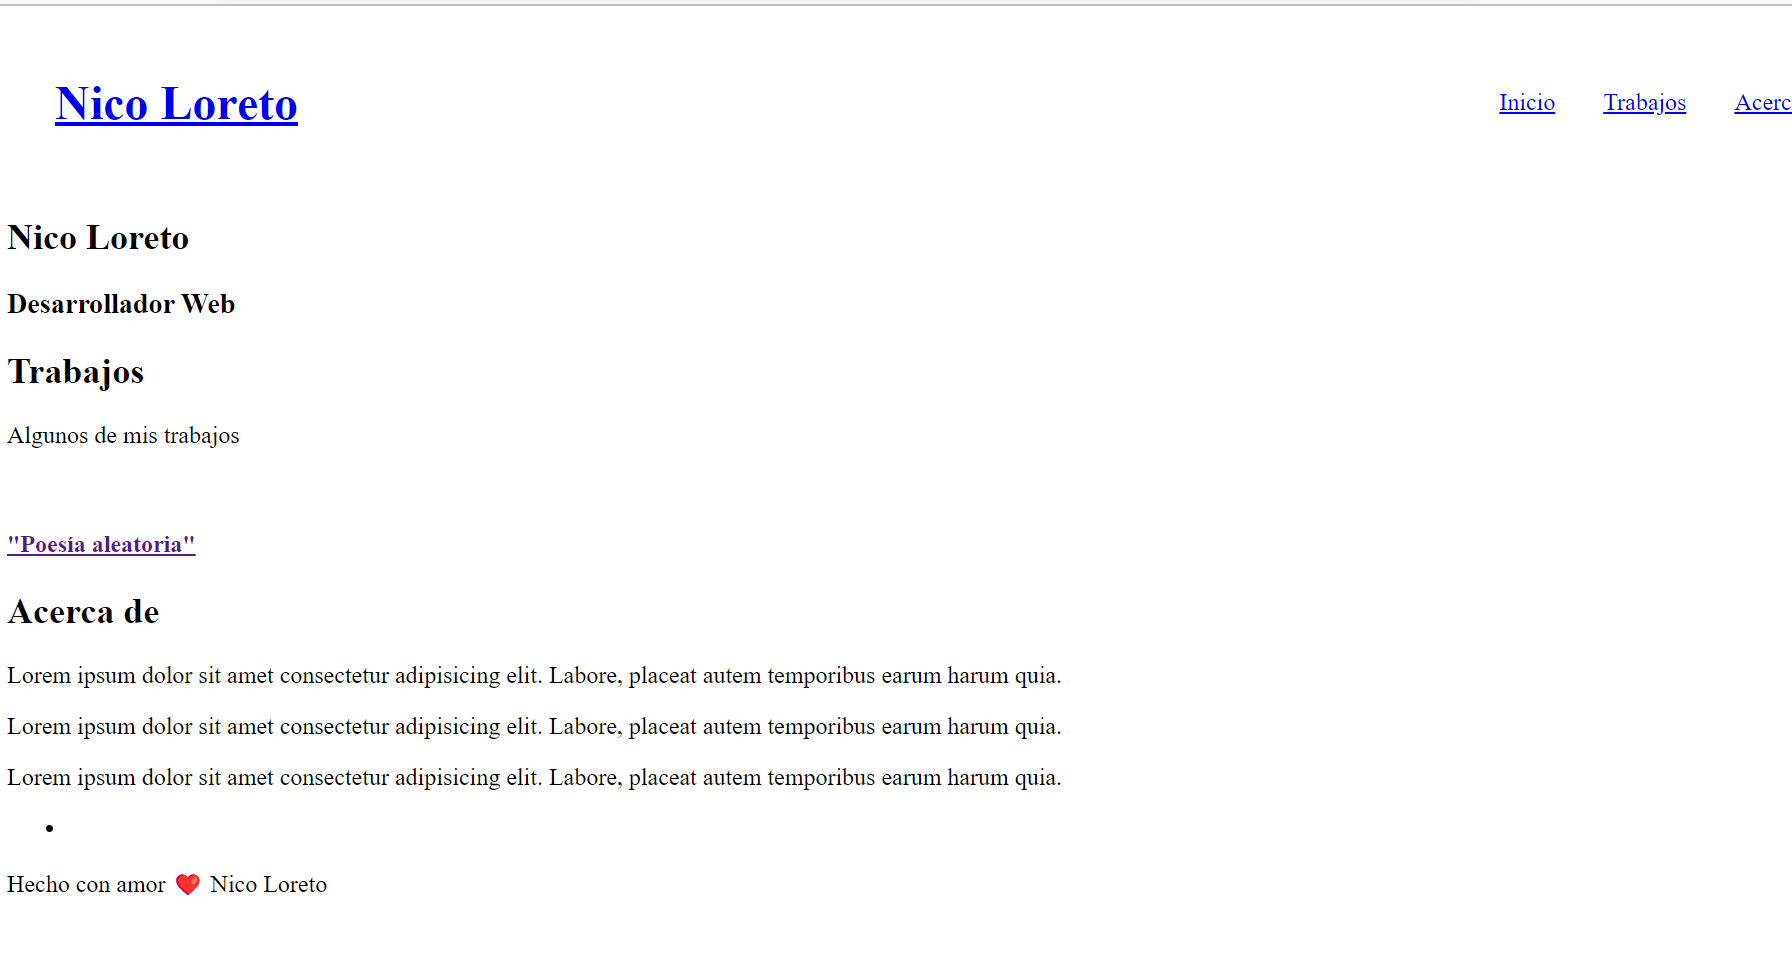 Nico Loreto
Inicio Trabajos Acerc
Nico Loreto
Desarrollador Web
Trabajos
Algunos de mis trabajos
"Poesía aleatoria"
Acerca de
Lorem ipsum dolor sit amet consectetur adipisicing elit. Labore, placeat autem temporibus earum harum quia.
Lorem ipsum dolor sit amet consectetur adipisicing elit. Labore, placeat autem temporibus earum harum quia.
Lorem ipsum dolor sit amet consectetur adipisicing elit. Labore, placeat autem temporibus earum harum quia.
Hecho con amor ❤️ Nico Loreto